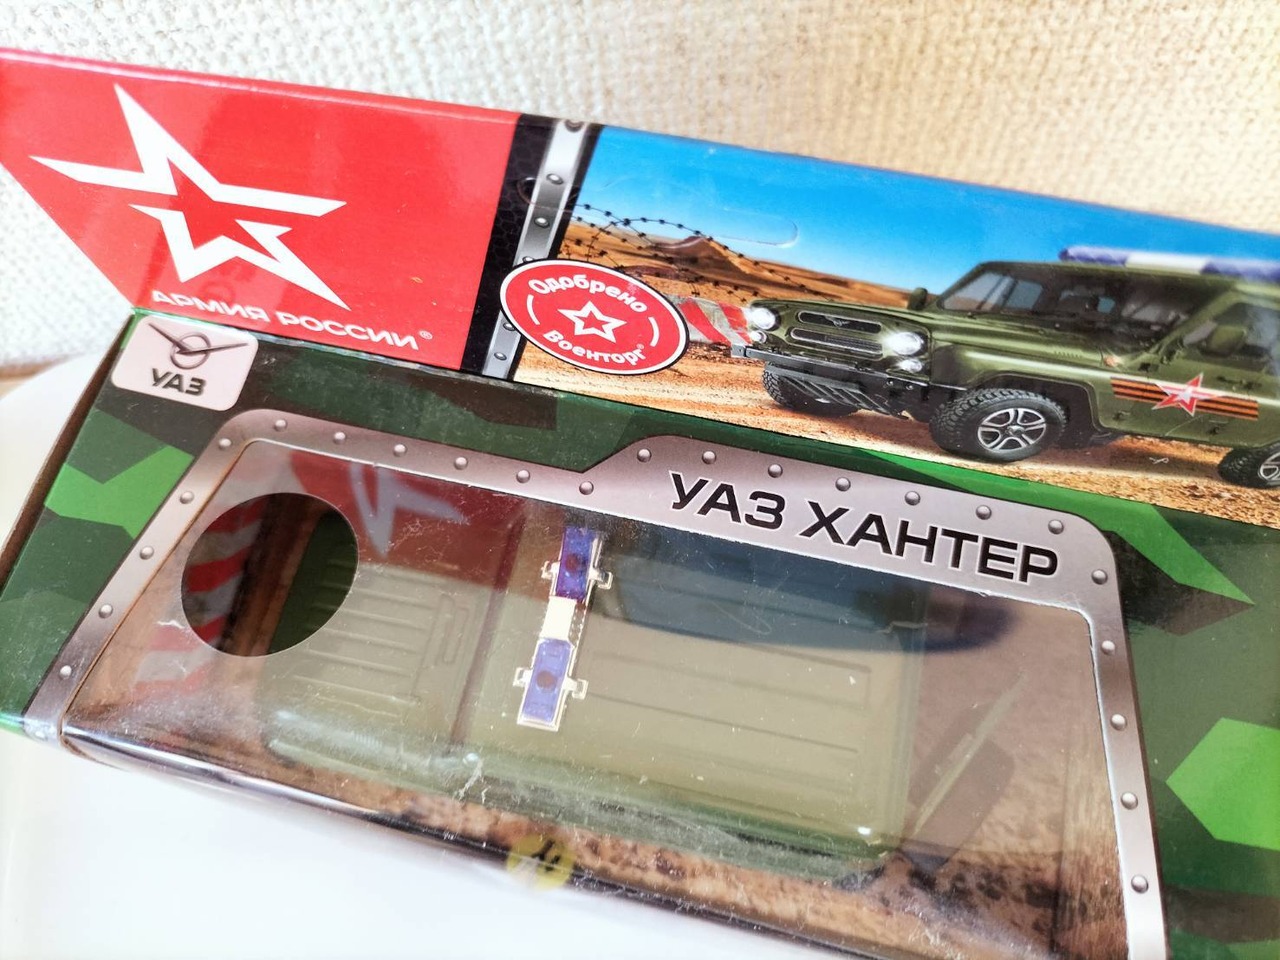 АРМИЯ РОССИИ®
Одобрено
Военторг®
УАЗ
УАЗ ХАНТЕР